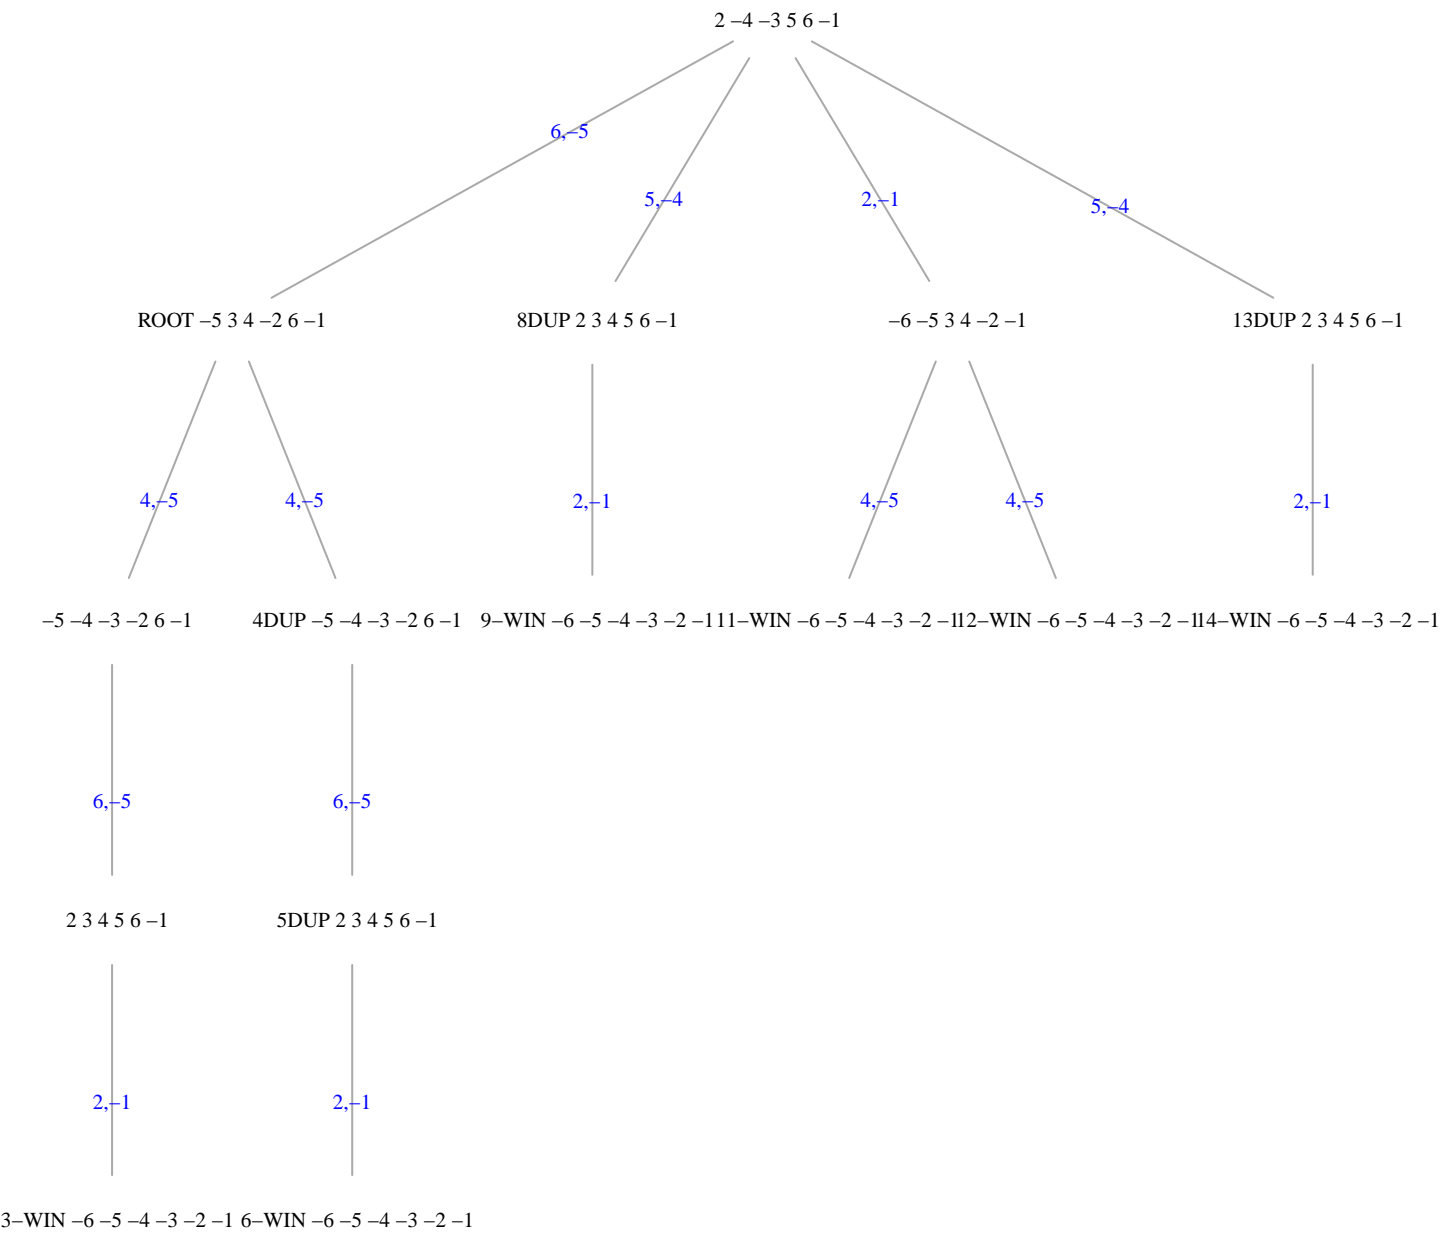 2 –4 –3 5 6 –1
6,–5
5,–4
2,–1
5,–4
ROOT –5 3 4 –2 6 –1
8DUP 2 3 4 5 6 –1
–6 –5 3 4 –2 –1
13DUP 2 3 4 5 6 –1
4,–5
4,–5
2,–1
4,–5
4,–5
2,–1
–5 –4 –3 –2 6 –1
4DUP –5 –4 –3 –2 6 –1
9–WIN –6 –5 –4 –3 –2 –1
11–WIN –6 –5 –4 –3 –2 –1
12–WIN –6 –5 –4 –3 –2 –1
14–WIN –6 –5 –4 –3 –2 –1
6,–5
6,–5
2 3 4 5 6 –1
5DUP 2 3 4 5 6 –1
2,–1
2,–1
3–WIN –6 –5 –4 –3 –2 –1
6–WIN –6 –5 –4 –3 –2 –1